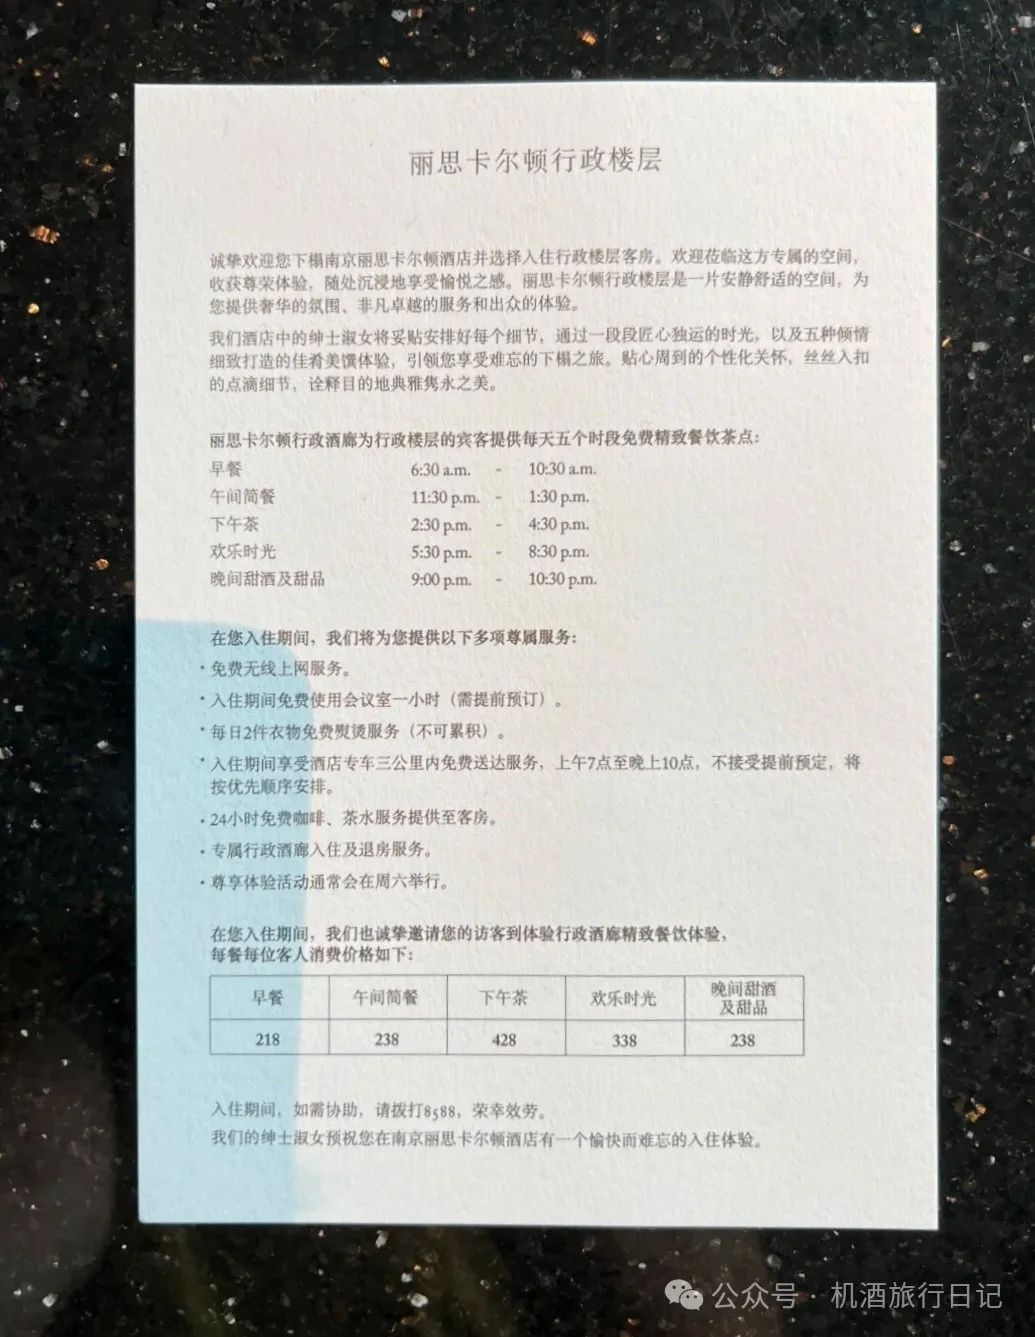 丽思卡尔顿行政楼层
诚挚欢迎您下榻南京丽思卡尔顿酒店并选择入住行政楼层客房。欢迎莅临这方专属的空间，
收获尊荣体验，随处沉浸地享受愉悦之感。丽思卡尔顿行政楼层是一片安静舒适的空间，为
您提供奢华的氛围、非凡卓越的服务和出众的体验。
我们酒店中的绅士淑女将妥贴安排好每个细节，通过一段段匠心独运的时光，以及五种倾情
细致打造的佳肴美馔体验，引领您享受难忘的下榻之旅。贴心周到的个性化关怀，丝丝入扣
的点滴细节，诠释目的地典雅隽永之美。
丽思卡尔顿行政酒廊为行政楼层的宾客提供每天五个时段免费精致餐饮茶点：
早餐 6:30 a.m. - 10:30 a.m.
午间简餐 11:30 p.m. - 1:30 p.m.
下午茶 2:30 p.m. - 4:30 p.m.
欢乐时光 5:30 p.m. - 8:30 p.m.
晚间甜酒及甜品 9:00 p.m. - 10:30 p.m.
在您入住期间，我们将为您提供以下多项尊属服务：
·免费无线上网服务。
·入住期间免费使用会议室一小时（需提前预订）。
·每日2件衣物免费熨烫服务（不可累积）。
·入住期间享受酒店专车三公里内免费送达服务，上午7点至晚上10点，不接受提前预定，将
按优先顺序安排。
·24小时免费咖啡、茶水服务提供至客房。
·专属行政酒廊入住及退房服务。
·尊享体验活动通常会在周六举行。
在您入住期间，我们也诚挚邀请您的访客到体验行政酒廊精致餐饮体验，
每餐每位客人消费价格如下：
早餐 午间简餐 下午茶 欢乐时光 晚间甜酒
及甜品
218 238 428 338 238
入住期间，如需协助，请拨打8588，荣幸效劳。
我们的绅士淑女预祝您在南京丽思卡尔顿酒店有一个愉快而难忘的入住体验。
公众号·机酒旅行日记